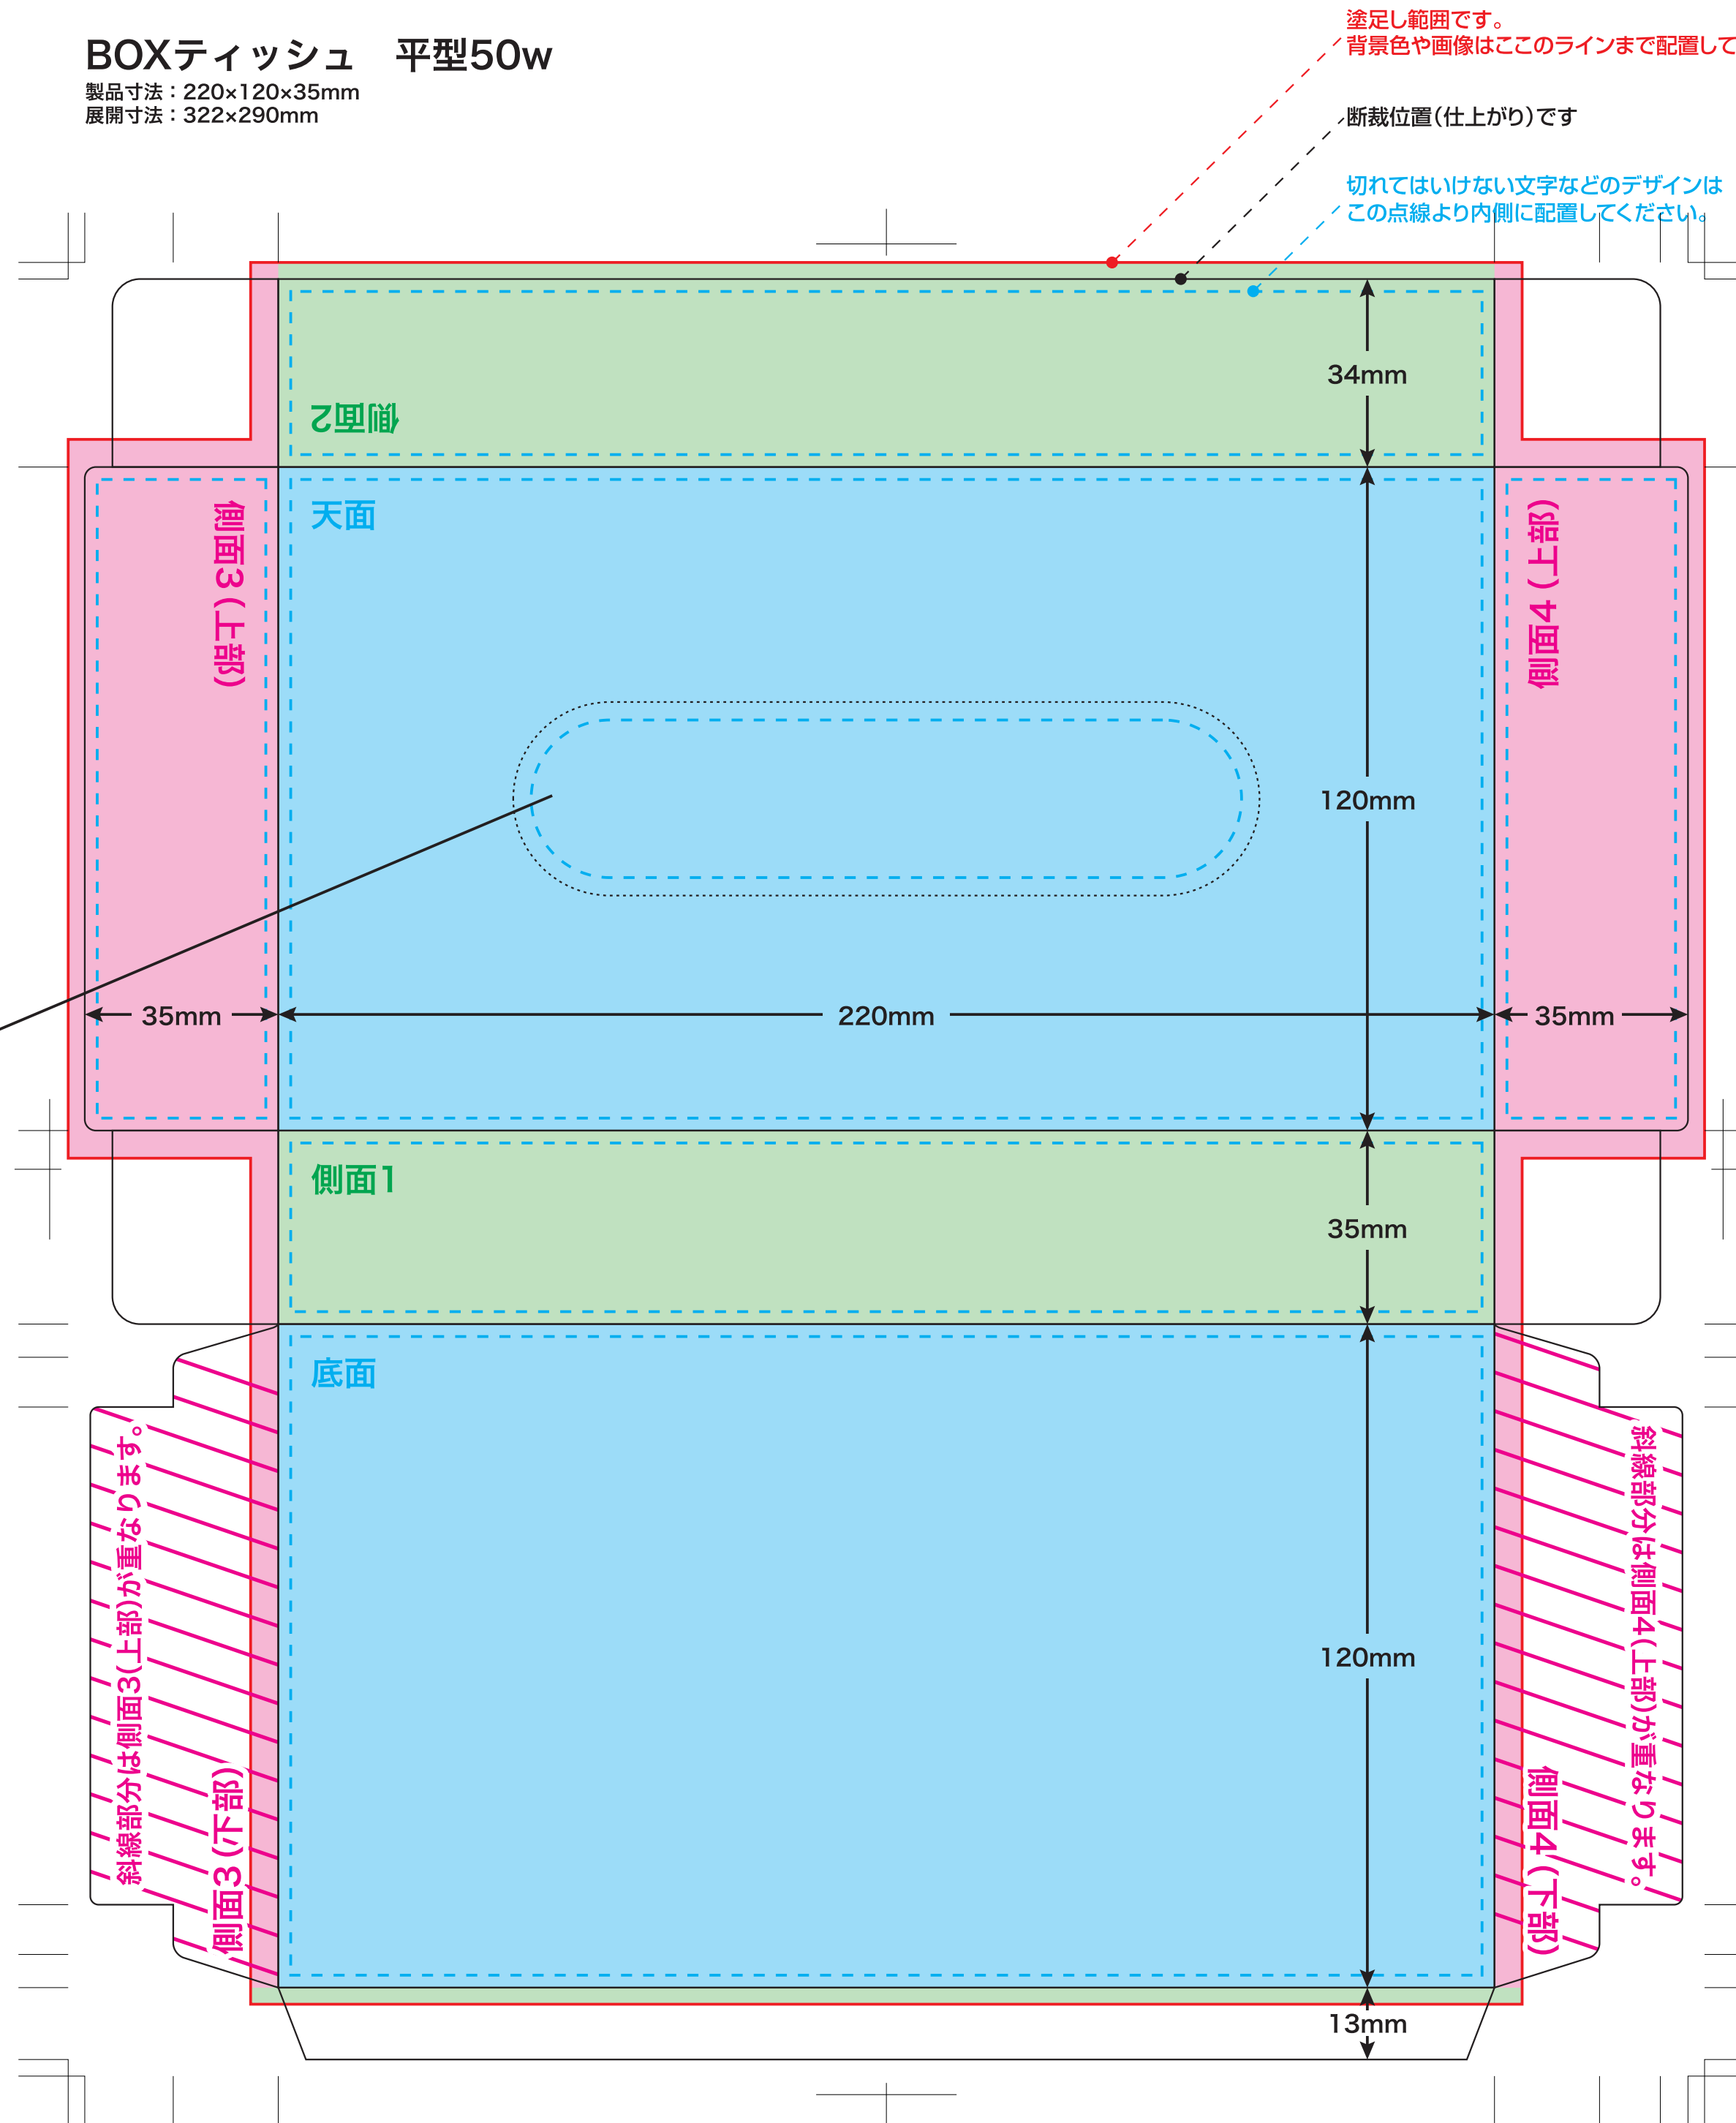 BOXティッシュ　平型50w
製品寸法：220×120×35mm
展開寸法：322×290mm
塗足し範囲です。
背景色や画像はここのラインまで配置して
断裁位置（仕上がり）です
切れてはいけない文字などのデザインは
この点線より内側に配置してください。
34mm
側面2
天面
側面3（上部）
側面4（上部）
120mm
35mm
220mm
35mm
側面1
35mm
底面
斜線部分は側面3（上部）が重なります。
斜線部分は側面4（上部）が重なります。
120mm
側面3（下部）
側面4（下部）
13mm